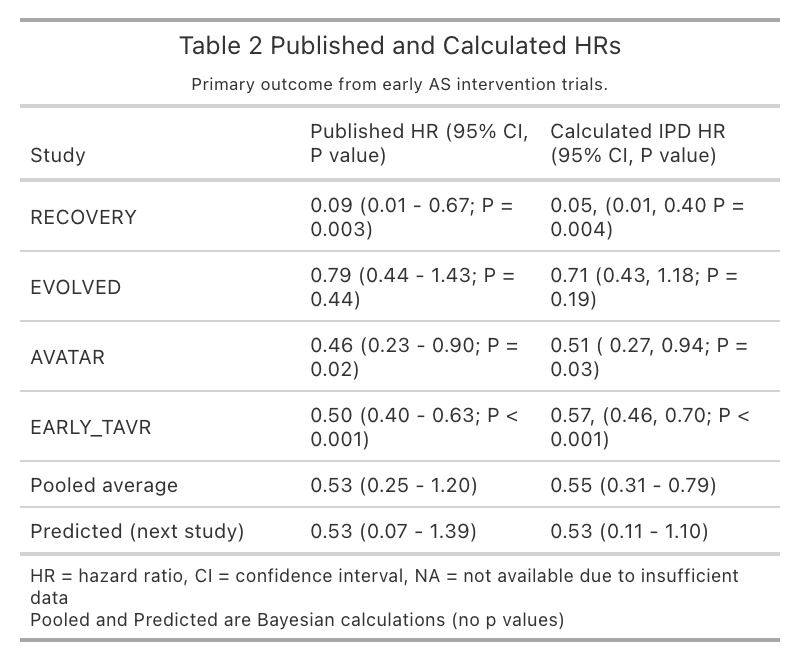 Table 2 Published and Calculated HRs
Primary outcome from early AS intervention trials.
Study
Published HR (95% CI,
P value)
Calculated IPD HR
(95% CI, P value)
RECOVERY
0.09 (0.01 - 0.67; P =
0.003)
0.05, (0.01, 0.40 P =
0.004)
EVOLVED
0.79 (0.44 - 1.43; P =
0.44)
0.71 (0.43, 1.18; P =
0.19)
AVATAR
0.46 (0.23 - 0.90; P =
0.02)
0.51 ( 0.27, 0.94; P =
0.03)
EARLY_TAVR
0.50 (0.40 - 0.63; P <
0.001)
0.57, (0.46, 0.70; P <
0.001)
Pooled average
0.53 (0.25 - 1.20)
0.55 (0.31 - 0.79)
Predicted (next study)
0.53 (0.07 - 1.39)
0.53 (0.11 - 1.10)
HR = hazard ratio, CI = confidence interval, NA = not available due to insufficient
data
Pooled and Predicted are Bayesian calculations (no p values)